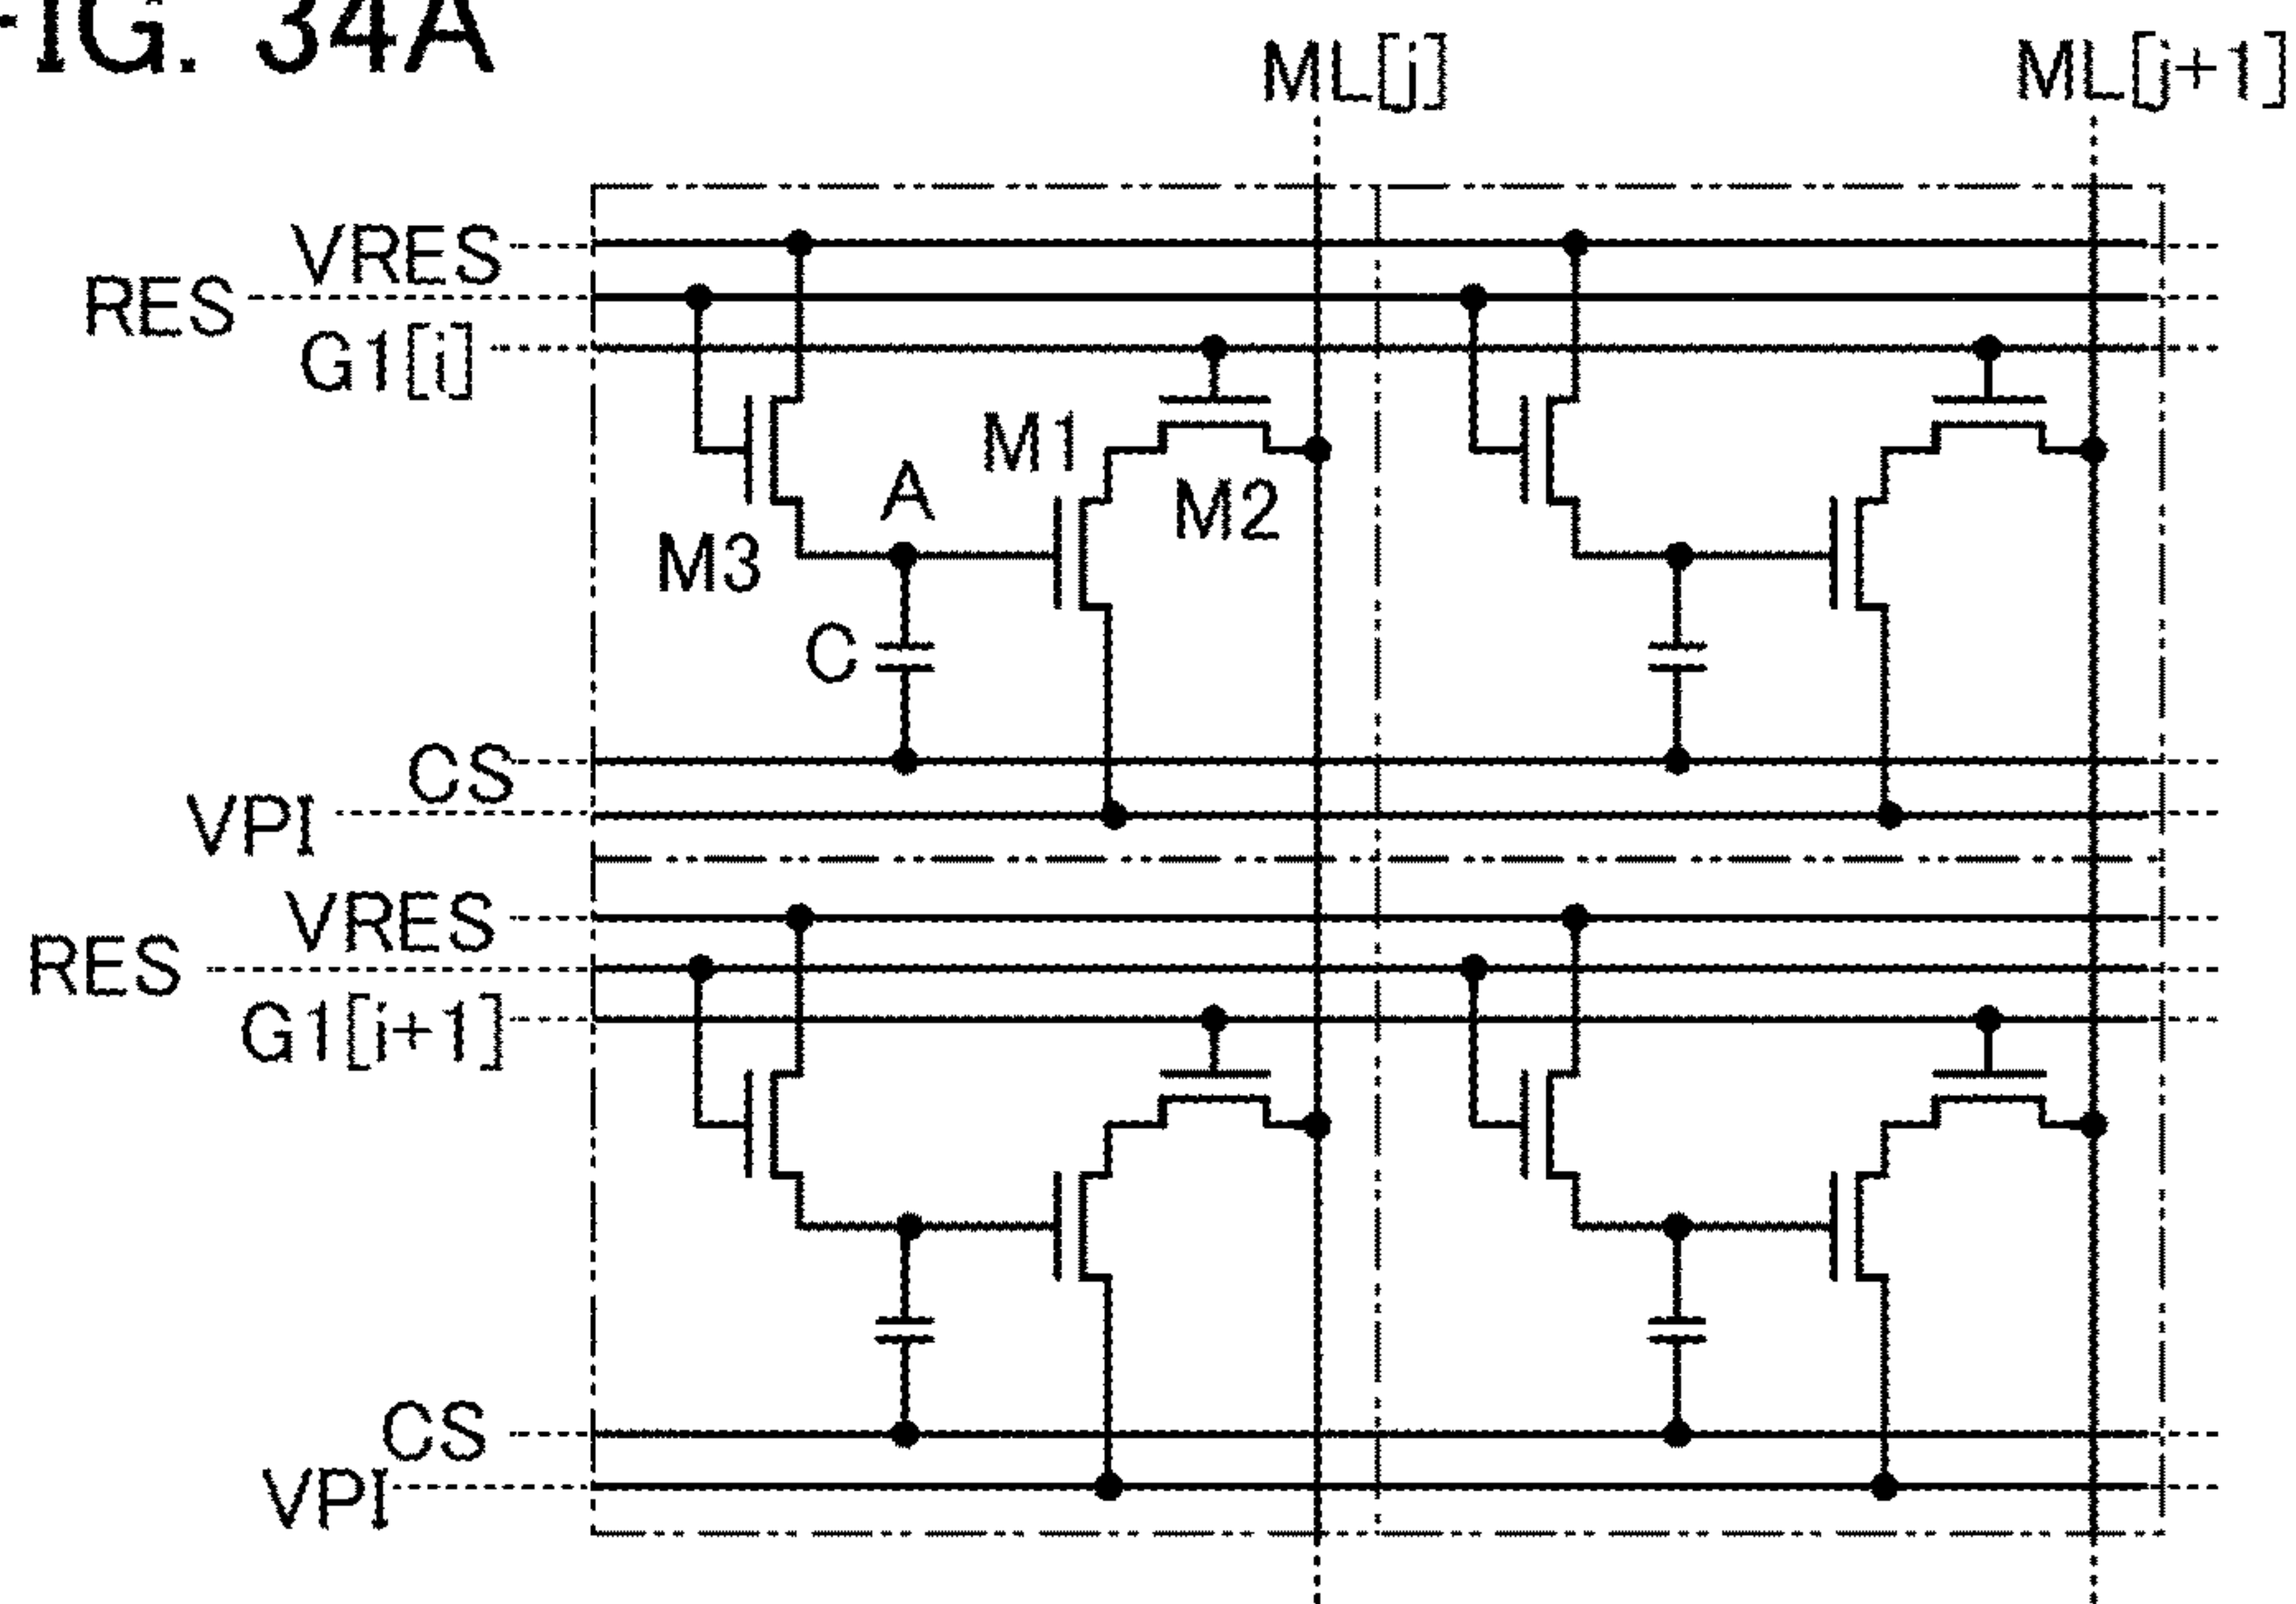 FIG. 34A
ML[j]
ML[j+1]
VRES
RES
G1[i]
M1
A
M2
M3
C
CS
VPI
VRES
RES
G1[i+1]
CS
VPI